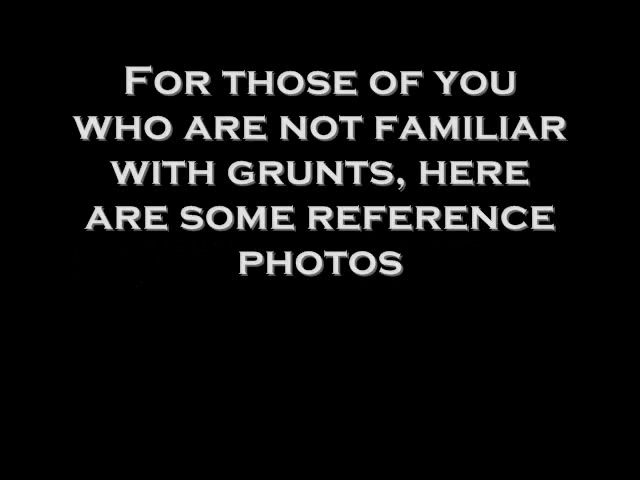 FOR THOSE OF YOU
WHO ARE NOT FAMILIAR
WITH GRUNTS, HERE
ARE SOME REFERENCE
PHOTOS